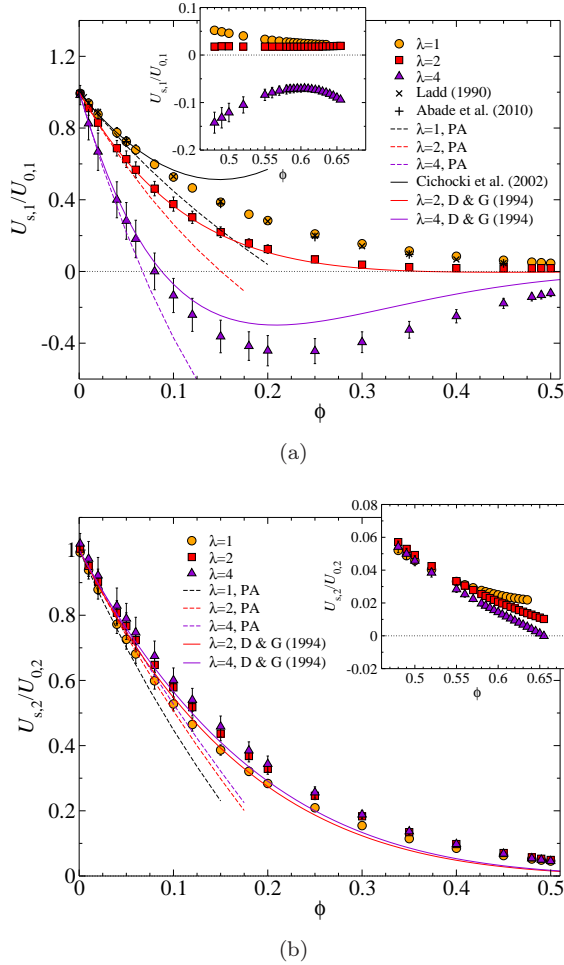 0.1
0
-0.1
-0.2
0.5 0.55 0.6 0.65
ϕ
U_{s,1}/U_{0,1}
λ=1
λ=2
λ=4
Ladd (1990)
Abade et al. (2010)
λ=1, PA
λ=2, PA
λ=4, PA
Cichocki et al. (2002)
λ=2, D & G (1994)
λ=4, D & G (1994)
1.2
0.8
0.4
0
-0.4
U_{s,1}/U_{0,1}
0 0.1 0.2 0.3 0.4 0.5
ϕ
(a)
λ=1
λ=2
λ=4
λ=1, PA
λ=2, PA
λ=4, PA
λ=2, D & G (1994)
λ=4, D & G (1994)
0.08
0.06
0.04
0.02
0
-0.02
0.5 0.55 0.6 0.65
ϕ
U_{s,2}/U_{0,2}
1
0.8
0.6
0.4
0.2
0
U_{s,2}/U_{0,2}
0 0.1 0.2 0.3 0.4 0.5
ϕ
(b)